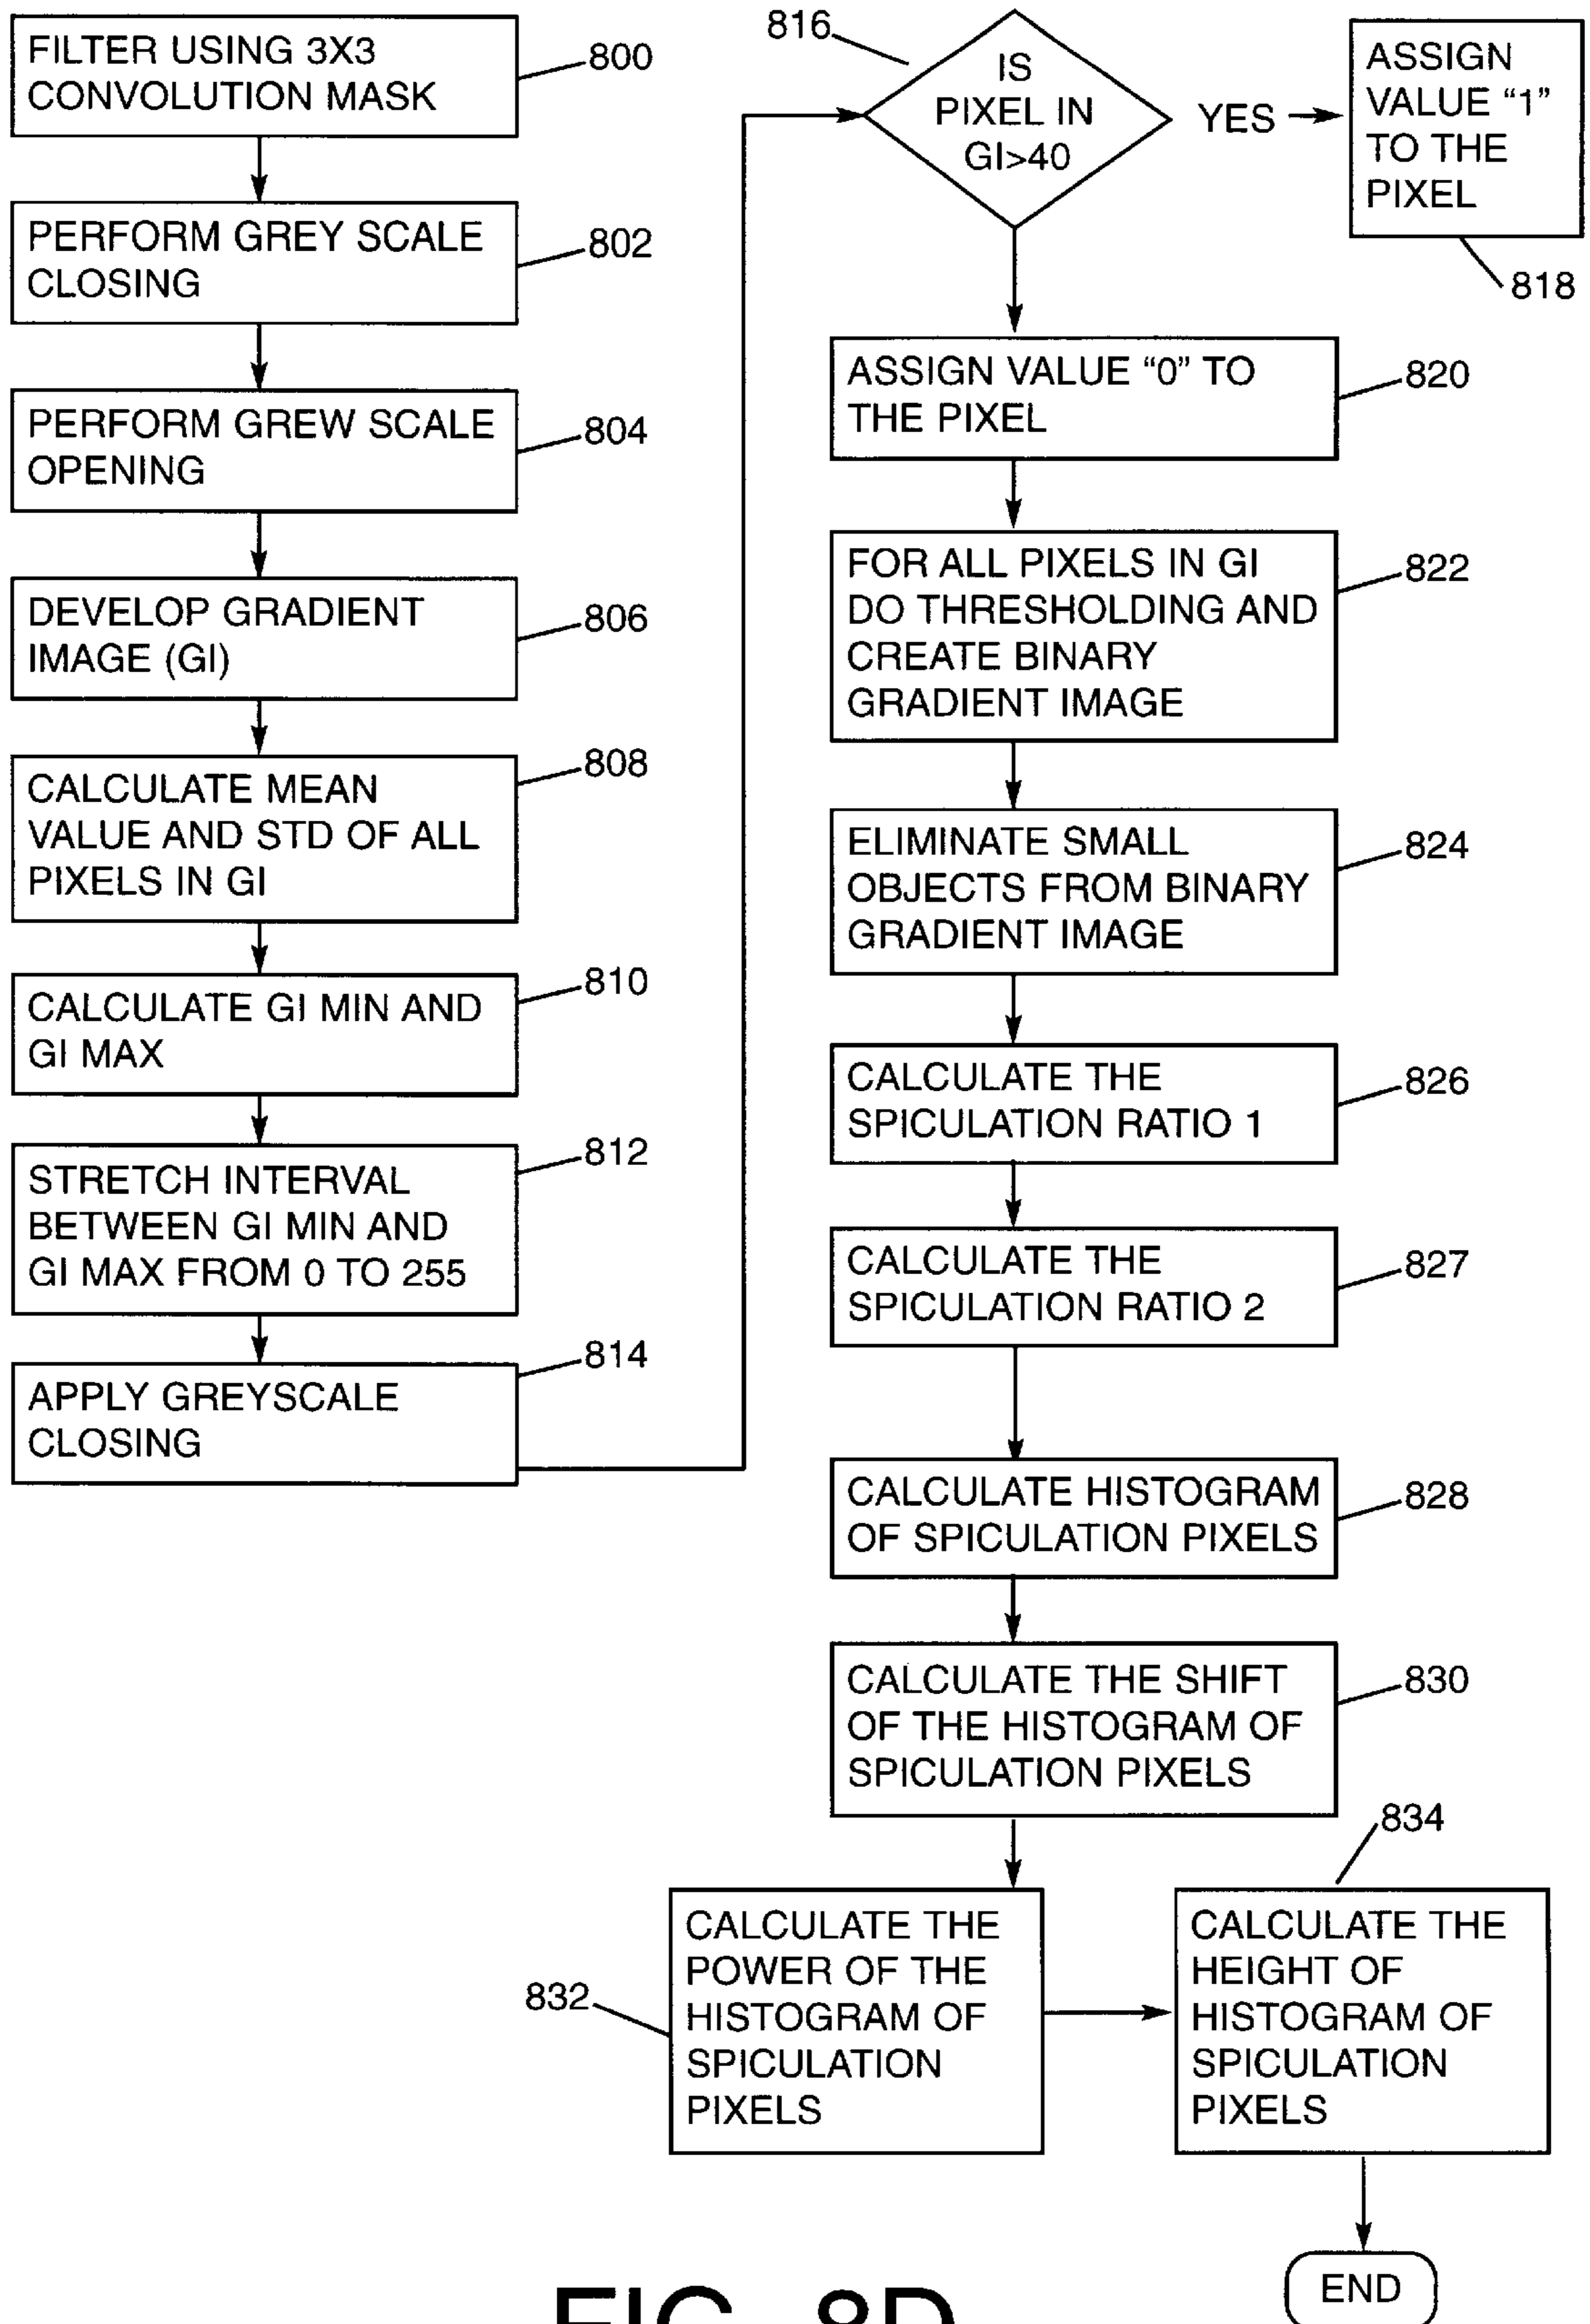 FILTER USING 3X3
CONVOLUTION MASK
800
PERFORM GREY SCALE
CLOSING
802
PERFORM GREW SCALE
OPENING
804
DEVELOP GRADIENT
IMAGE (GI)
806
CALCULATE MEAN
VALUE AND STD OF ALL
PIXELS IN GI
808
CALCULATE GI MIN AND
GI MAX
810
STRETCH INTERVAL
BETWEEN GI MIN AND
GI MAX FROM 0 TO 255
812
APPLY GREYSCALE
CLOSING
814
816
IS
PIXEL IN
GI>40
YES
ASSIGN
VALUE “1”
TO THE
PIXEL
818
ASSIGN VALUE “0” TO
THE PIXEL
820
FOR ALL PIXELS IN GI
DO THRESHOLDING AND
CREATE BINARY
GRADIENT IMAGE
822
ELIMINATE SMALL
OBJECTS FROM BINARY
GRADIENT IMAGE
824
CALCULATE THE
SPICULATION RATIO 1
826
CALCULATE THE
SPICULATION RATIO 2
827
CALCULATE HISTOGRAM
OF SPICULATION PIXELS
828
CALCULATE THE SHIFT
OF THE HISTOGRAM OF
SPICULATION PIXELS
830
832
CALCULATE THE
POWER OF THE
HISTOGRAM OF
SPICULATION
PIXELS
834
CALCULATE THE
HEIGHT OF
HISTOGRAM OF
SPICULATION
PIXELS
END
FIG. 8D